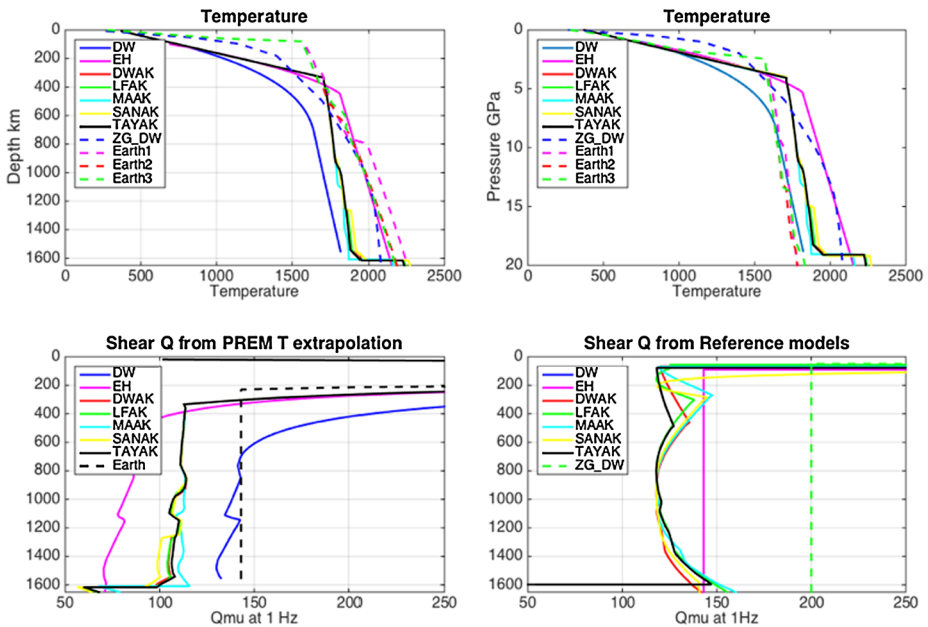 Temperature
0
200
400
600
800
1000
1200
1400
1600
Depth km
DW
EH
DWAK
LFAK
MAAK
SANAK
TAYAK
ZG_DW
Earth1
Earth2
Earth3
0 500 1000 1500 2000 2500
Temperature
Temperature
0
5
10
15
20
Pressure GPa
DW
EH
DWAK
LFAK
MAAK
SANAK
TAYAK
ZG_DW
Earth1
Earth2
Earth3
0 500 1000 1500 2000 2500
Temperature
Shear Q from PREM T extrapolation
0
200
400
600
800
1000
1200
1400
1600
DW
EH
DWAK
LFAK
MAAK
SANAK
TAYAK
Earth
50 100 150 200 250
Qmu at 1 Hz
Shear Q from Reference models
0
200
400
600
800
1000
1200
1400
1600
DW
EH
DWAK
LFAK
MAAK
SANAK
TAYAK
ZG_DW
50 100 150 200 250
Qmu at 1Hz